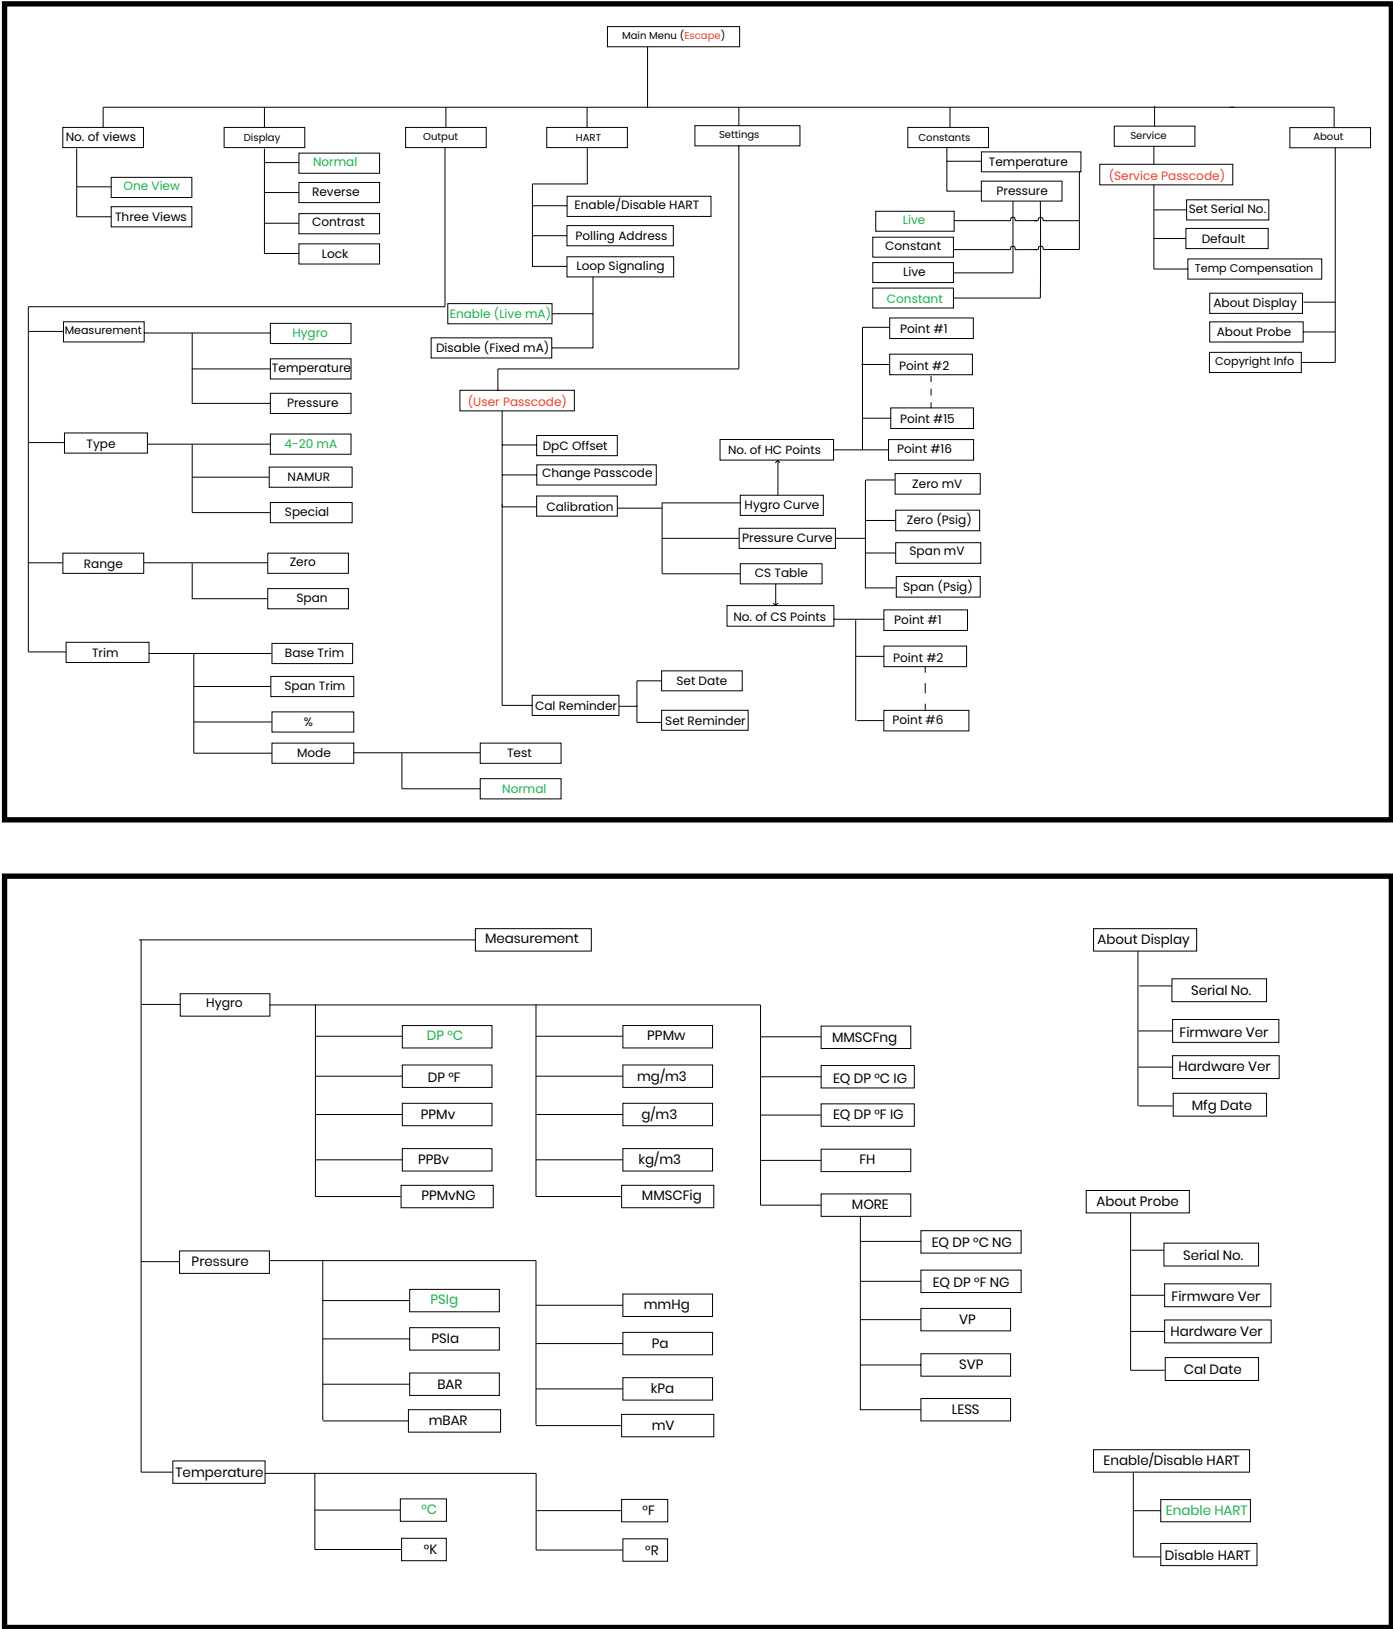 Main Menu (Escape)
No. of views
Display
Output
HART
Settings
Constants
Service
About
One View
Three Views
Normal
Reverse
Contrast
Lock
Enable/Disable HART
Polling Address
Loop Signaling
Enable (Live mA)
Disable (Fixed mA)
Temperature
Pressure
Live
Constant
Live
Constant
(Service Passcode)
Set Serial No.
Default
Temp Compensation
About Display
About Probe
Copyright Info
Measurement
Hygro
Temperature
Pressure
Type
4-20 mA
NAMUR
Special
Range
Zero
Span
Trim
Base Trim
Span Trim
%
Mode
Test
Normal
(User Passcode)
DpC Offset
Change Passcode
Calibration
Hygro Curve
Pressure Curve
CS Table
No. of HC Points
Point #1
Point #2
Point #15
Point #16
Zero mV
Zero (Psig)
Span mV
Span (Psig)
No. of CS Points
Point #1
Point #2
Point #6
Cal Reminder
Set Date
Set Reminder
Measurement
Hygro
DP °C
DP °F
PPMv
PPBv
PPMvNG
PPMw
mg/m3
g/m3
kg/m3
MMSCFig
MMSCFng
EQ DP °C IG
EQ DP °F IG
FH
MORE
EQ DP °C NG
EQ DP °F NG
VP
SVP
LESS
Pressure
PSIg
PSIa
BAR
mBAR
mmHg
Pa
kPa
mV
Temperature
°C
°K
°F
°R
About Display
Serial No.
Firmware Ver
Hardware Ver
Mfg Date
About Probe
Serial No.
Firmware Ver
Hardware Ver
Cal Date
Enable/Disable HART
Enable HART
Disable HART